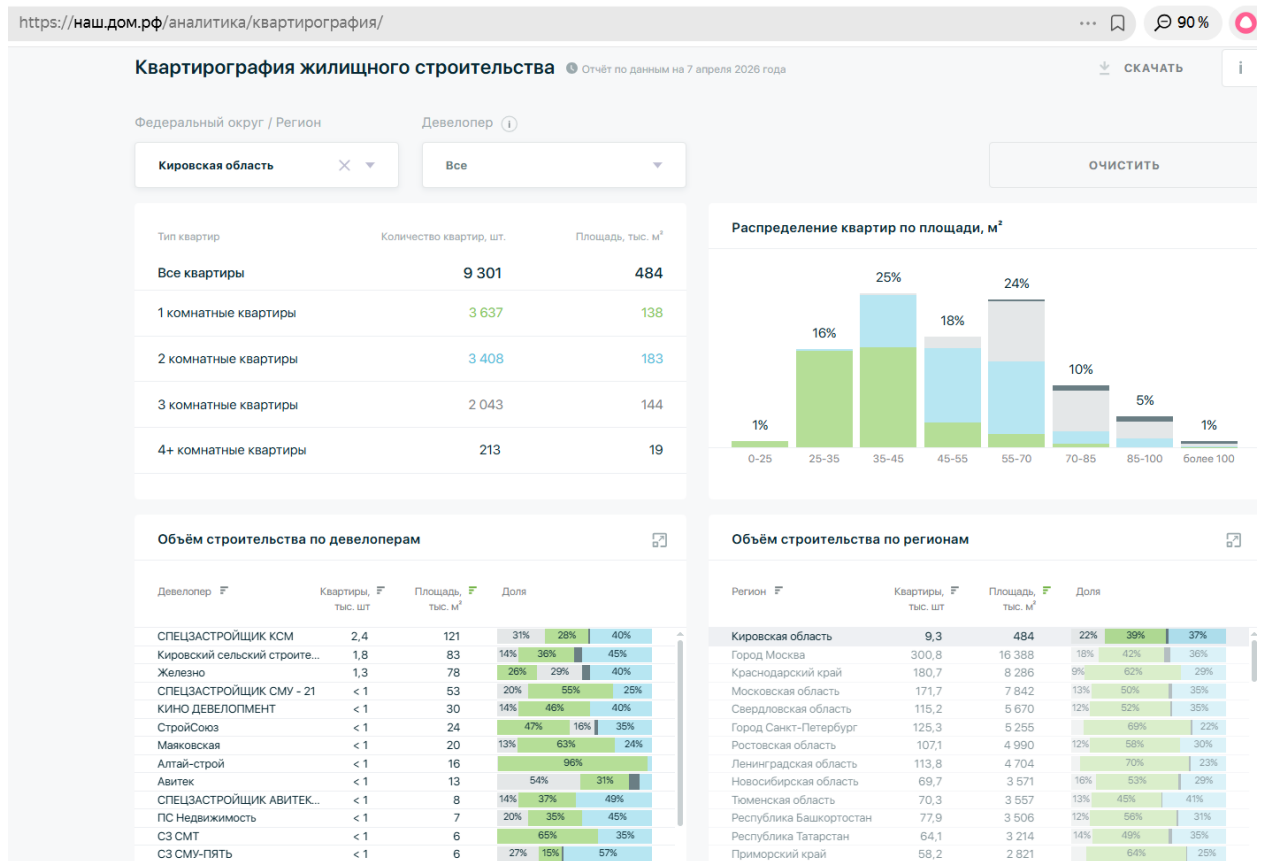 https://наш.дом.рф/аналитика/квартирография/
90 %
Квартирография жилищного строительства Отчёт по данным на 7 апреля 2026 года
СКАЧАТЬ
i
Федеральный округ / Регион
Девелопер i
Кировская область
Все
ОЧИСТИТЬ
Тип квартир Количество квартир, шт. Площадь, тыс. м²
Все квартиры 9 301 484
1 комнатные квартиры 3 637 138
2 комнатные квартиры 3 408 183
3 комнатные квартиры 2 043 144
4+ комнатные квартиры 213 19
Распределение квартир по площади, м²
1% 16% 25% 18% 24% 10% 5% 1%
0-25 25-35 35-45 45-55 55-70 70-85 85-100 более 100
Объём строительства по девелоперам
Девелопер Квартиры, тыс. шт Площадь, тыс. м² Доля
СПЕЦЗАСТРОЙЩИК КСМ 2,4 121 31% 28% 40%
Кировский сельский строите... 1,8 83 14% 36% 45%
Железно 1,3 78 26% 29% 40%
СПЕЦЗАСТРОЙЩИК СМУ - 21 < 1 53 20% 55% 25%
КИНО ДЕВЕЛОПМЕНТ < 1 30 14% 46% 40%
СтройСоюз < 1 24 47% 16% 35%
Маяковская < 1 20 13% 63% 24%
Алтай-строй < 1 16 96%
Авитек < 1 13 54% 31%
СПЕЦЗАСТРОЙЩИК АВИТЕК... < 1 8 14% 37% 49%
ПС Недвижимость < 1 7 20% 35% 45%
СЗ СМТ < 1 6 65% 35%
СЗ СМУ-ПЯТЬ < 1 6 27% 15% 57%
Объём строительства по регионам
Регион Квартиры, тыс. шт Площадь, тыс. м² Доля
Кировская область 9,3 484 22% 39% 37%
Город Москва 300,8 16 388 18% 42% 36%
Краснодарский край 180,7 8 286 9% 62% 29%
Московская область 171,7 7 842 13% 50% 35%
Свердловская область 115,2 5 670 12% 52% 35%
Город Санкт-Петербург 125,3 5 255 69% 22%
Ростовская область 107,1 4 990 12% 58% 30%
Ленинградская область 113,8 4 704 70% 23%
Новосибирская область 69,7 3 571 16% 53% 29%
Тюменская область 70,3 3 557 13% 45% 41%
Республика Башкортостан 77,9 3 506 12% 56% 31%
Республика Татарстан 64,1 3 214 14% 49% 35%
Приморский край 58,2 2 821 64% 25%